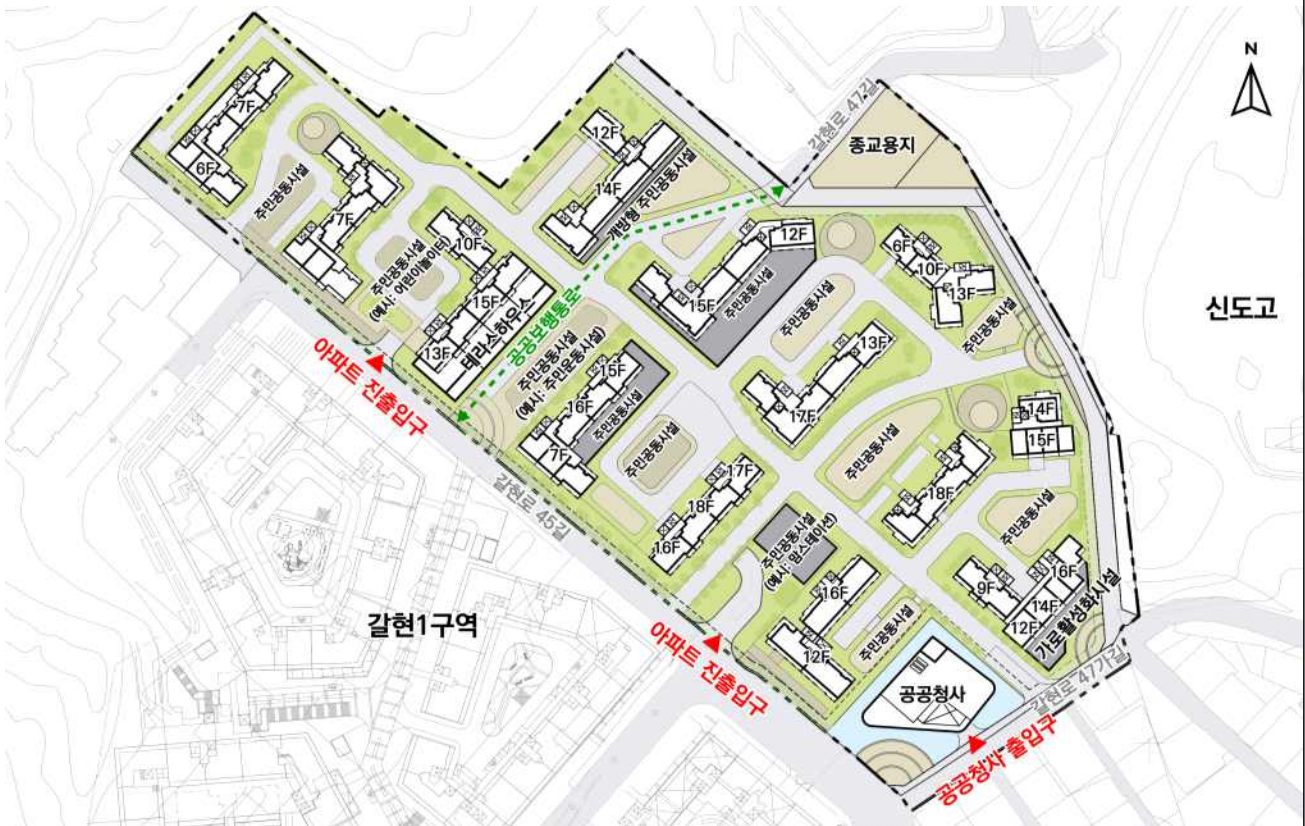 N
갈현로 47길
종교용지
신도고
7F
6F
주민공동시설
7F
7F
12F
14F
개방형 주민공동시설
10F
주민공동시설
(예시: 어린이놀이터)
15F
13F
테라스하우스
공공보행통로
아파트 진출입구
12F
15F
주민공동시설
주민공동시설
6F
10F
13F
주민공동시설
주민공동시설
(예시: 주민운동시설)
15F
16F
7F
주민공동시설
주민공동시설
13F
17F
주민공동시설
14F
15F
갈현로 45길
17F
18F
16F
18F
주민공동시설
주민공동시설
(예시: 맘스테이션)
16F
12F
주민공동시설
9F
16F
14F
12F
가로활성화시설
갈현1구역
아파트 진출입구
공공청사
갈현로 47가길
공공청사 출입구